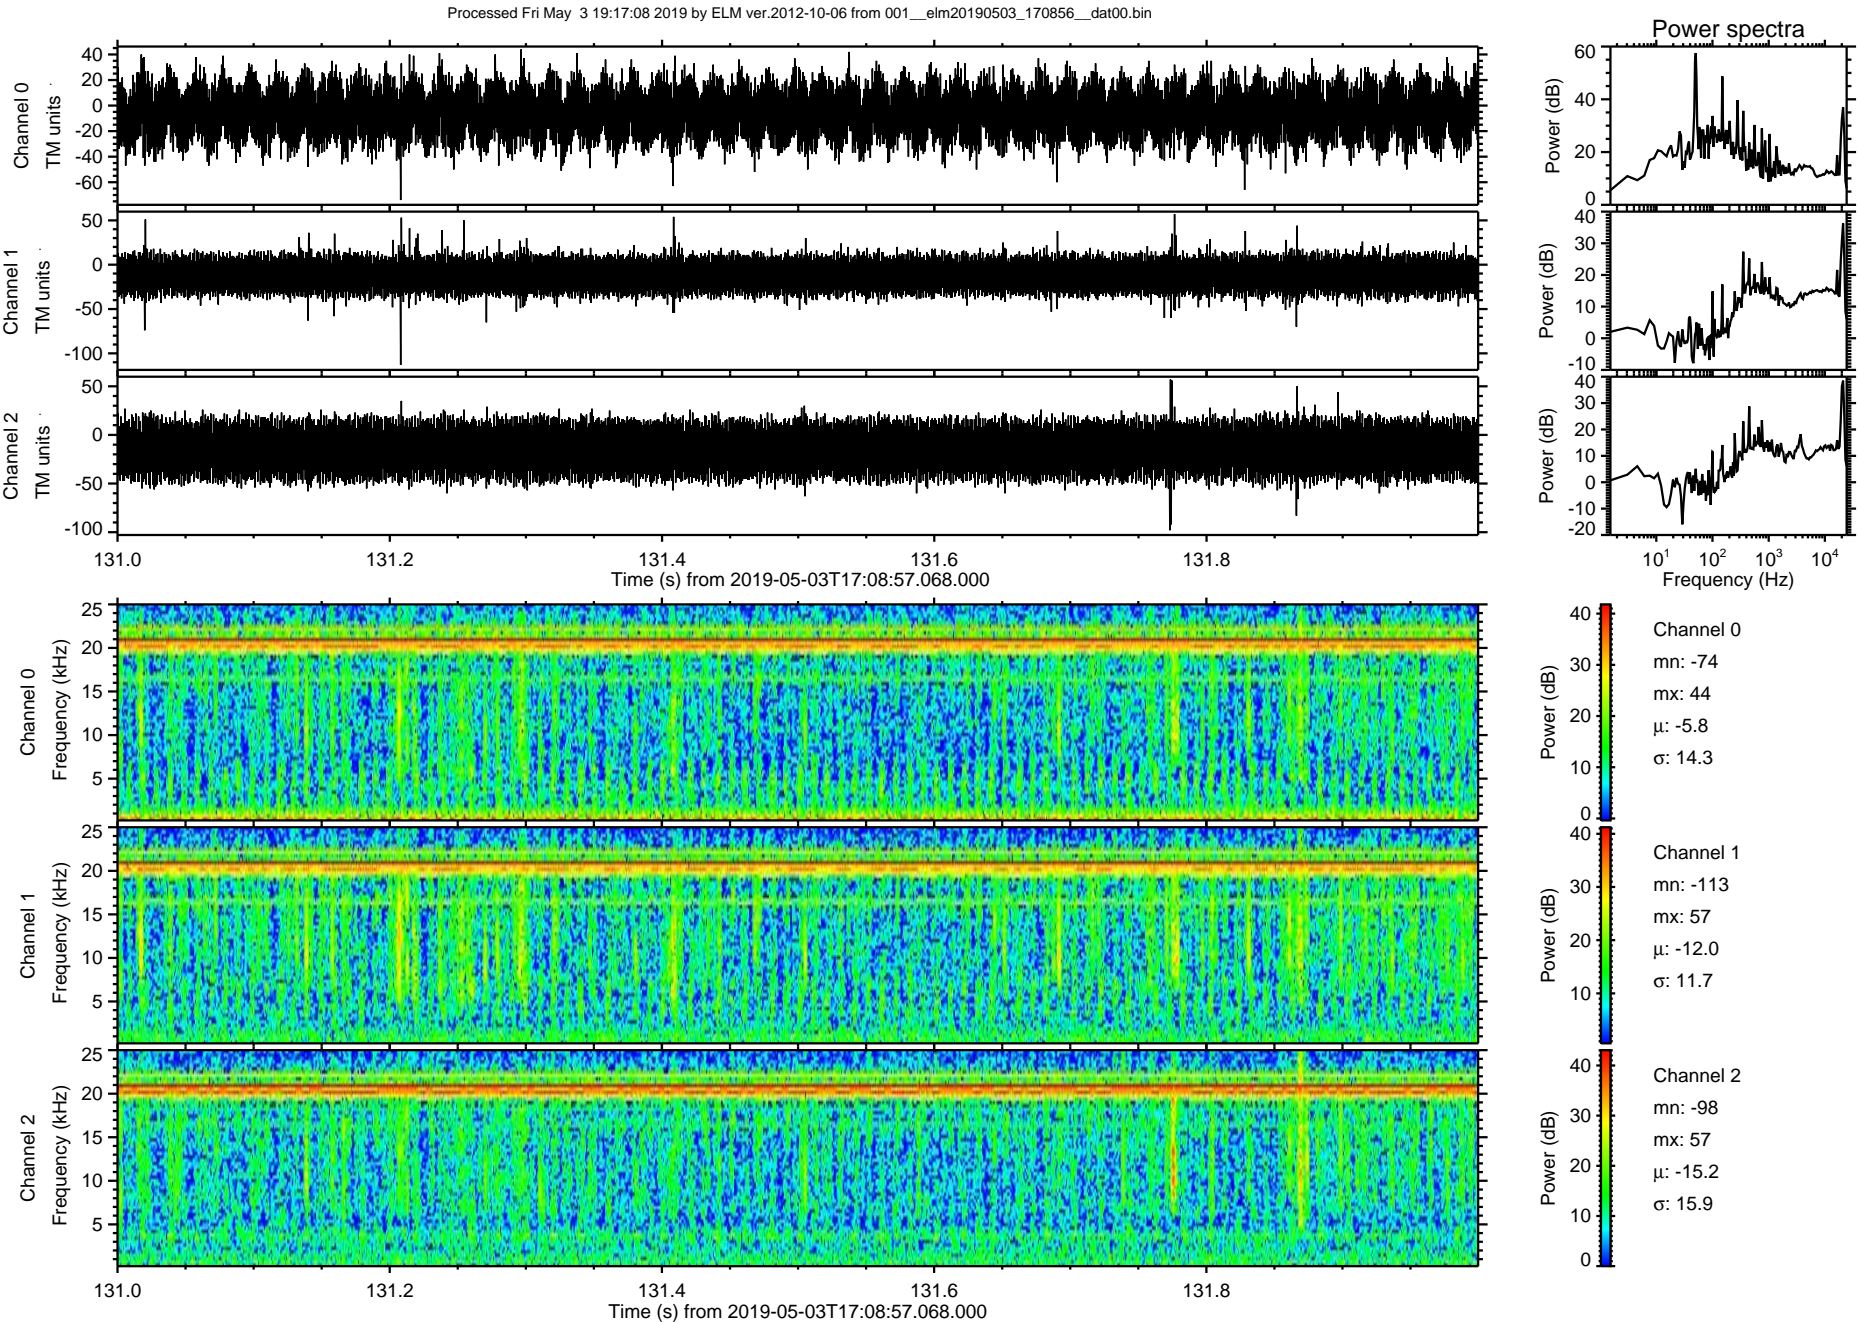 Processed Fri May  3 19:17:08 2019 by ELM ver.2012-10-06 from 001__elm20190503_170856__dat00.bin
Power spectra
Channel 0
TM units
40
20
0
-20
-40
-60
Power (dB)
60
40
20
0
Channel 1
TM units
50
0
-50
-100
Power (dB)
40
30
20
10
0
-10
Channel 2
TM units
50
0
-50
-100
Power (dB)
40
30
20
10
0
-10
-20
131.0 131.2 131.4 131.6 131.8
Time (s) from 2019-05-03T17:08:57.068.000
10^1 10^2 10^3 10^4
Frequency (Hz)
Channel 0
Frequency (kHz)
25
20
15
10
5
Power (dB)
40
30
20
10
0
Channel 0
mn: -74
mx: 44
μ: -5.8
σ: 14.3
Channel 1
Frequency (kHz)
25
20
15
10
5
Power (dB)
40
30
20
10
Channel 1
mn: -113
mx: 57
μ: -12.0
σ: 11.7
Channel 2
Frequency (kHz)
25
20
15
10
5
Power (dB)
40
30
20
10
0
Channel 2
mn: -98
mx: 57
μ: -15.2
σ: 15.9
131.0 131.2 131.4 131.6 131.8
Time (s) from 2019-05-03T17:08:57.068.000